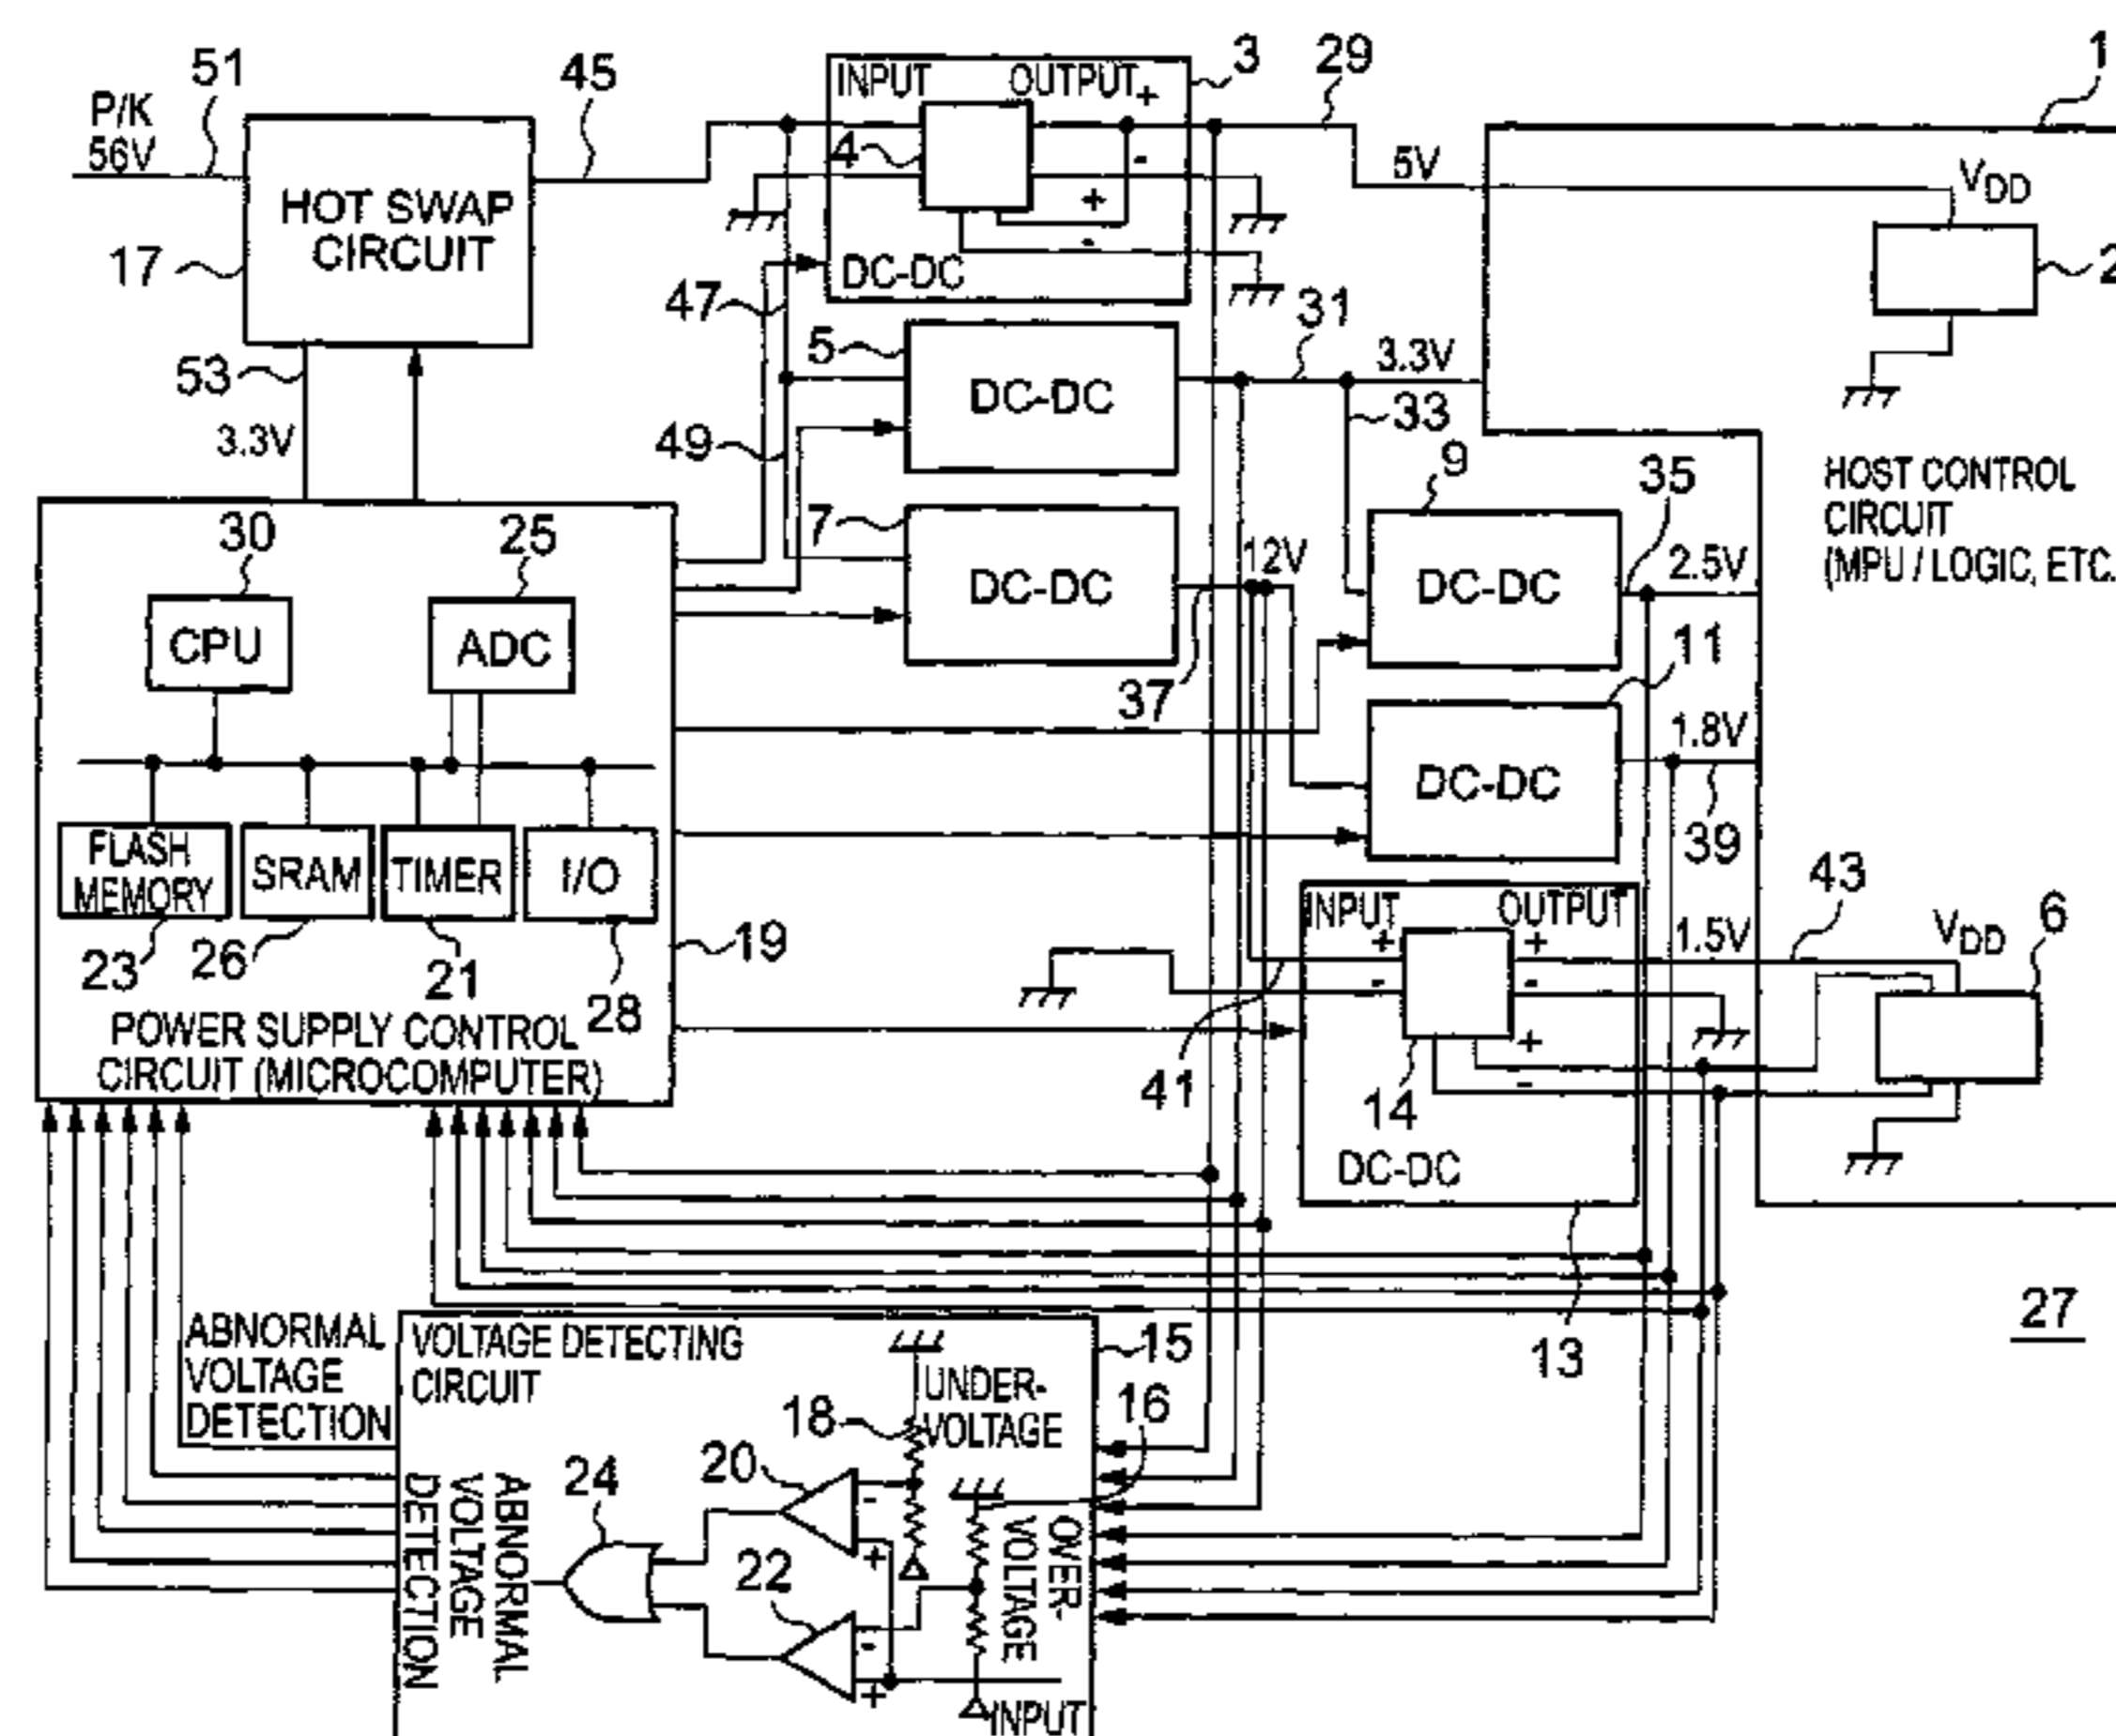 51
P/K
56V
HOT SWAP
CIRCUIT
17
45
53
3.3V
INPUT
OUTPUT
+
-
+
-
4
DC-DC
3
29
5V
1
VDD
2
47
5
DC-DC
31
3.3V
33
49
7
DC-DC
12V
37
9
DC-DC
35
2.5V
HOST CONTROL
CIRCUIT
(MPU / LOGIC, ETC.
11
DC-DC
1.8V
39
30
CPU
25
ADC
FLASH
MEMORY
SRAM
TIMER
I/O
23
26
21
28
19
POWER SUPPLY CONTROL
CIRCUIT (MICROCOMPUTER)
INPUT
OUTPUT
+
-
+
-
+
-
1.5V
43
VDD
6
41
14
DC-DC
13
27
ABNORMAL
VOLTAGE
DETECTION
VOLTAGE DETECTING
CIRCUIT
15
UNDER-
VOLTAGE
16
18
20
-
+
24
22
-
+
ABNORMAL
VOLTAGE
DETECTION
OVER-
VOLTAGE
INPUT